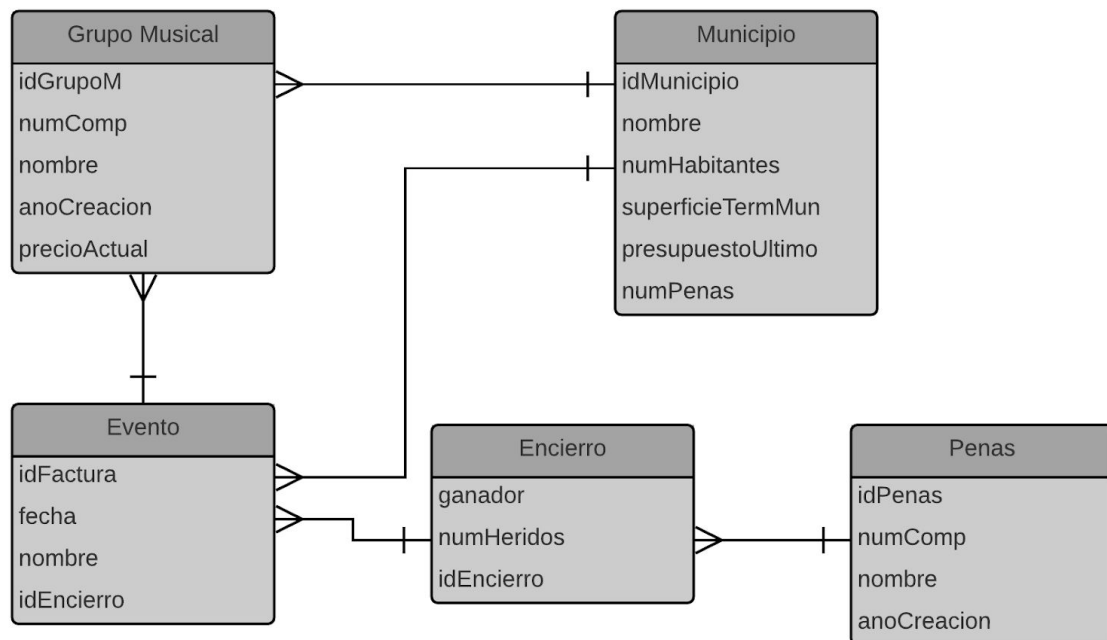 Grupo Musical
idGrupoM
numComp
nombre
anoCreacion
precioActual
Municipio
idMunicipio
nombre
numHabitantes
superficieTermMun
presupuestoUltimo
numPenas
Evento
idFactura
fecha
nombre
idEncierro
Encierro
ganador
numHeridos
idEncierro
Penas
idPenas
numComp
nombre
anoCreacion